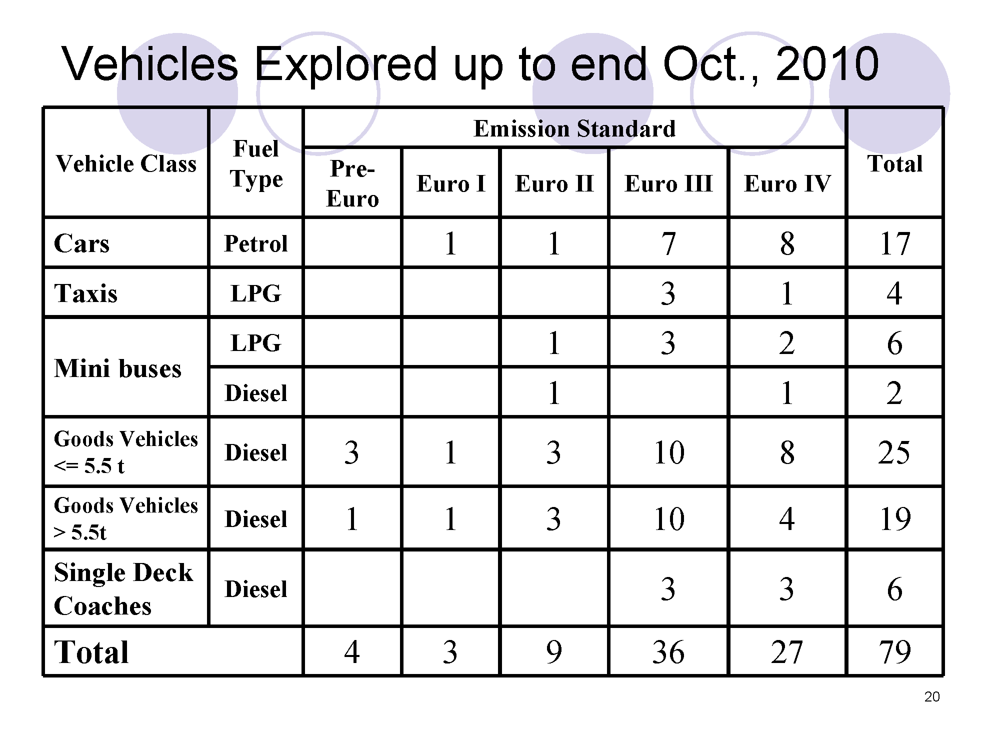 Vehicles Explored up to end Oct., 2010
Vehicle Class
Fuel
Type
Emission Standard
Total
Pre-
Euro
Euro I
Euro II
Euro III
Euro IV
Cars Petrol 1 1 7 8 17
Taxis LPG 3 1 4
Mini buses
LPG 1 3 2 6
Diesel 1 1 2
Goods Vehicles
<= 5.5 t
Diesel 3 1 3 10 8 25
Goods Vehicles
> 5.5t
Diesel 1 1 3 10 4 19
Single Deck
Coaches
Diesel 3 3 6
Total 4 3 9 36 27 79
20